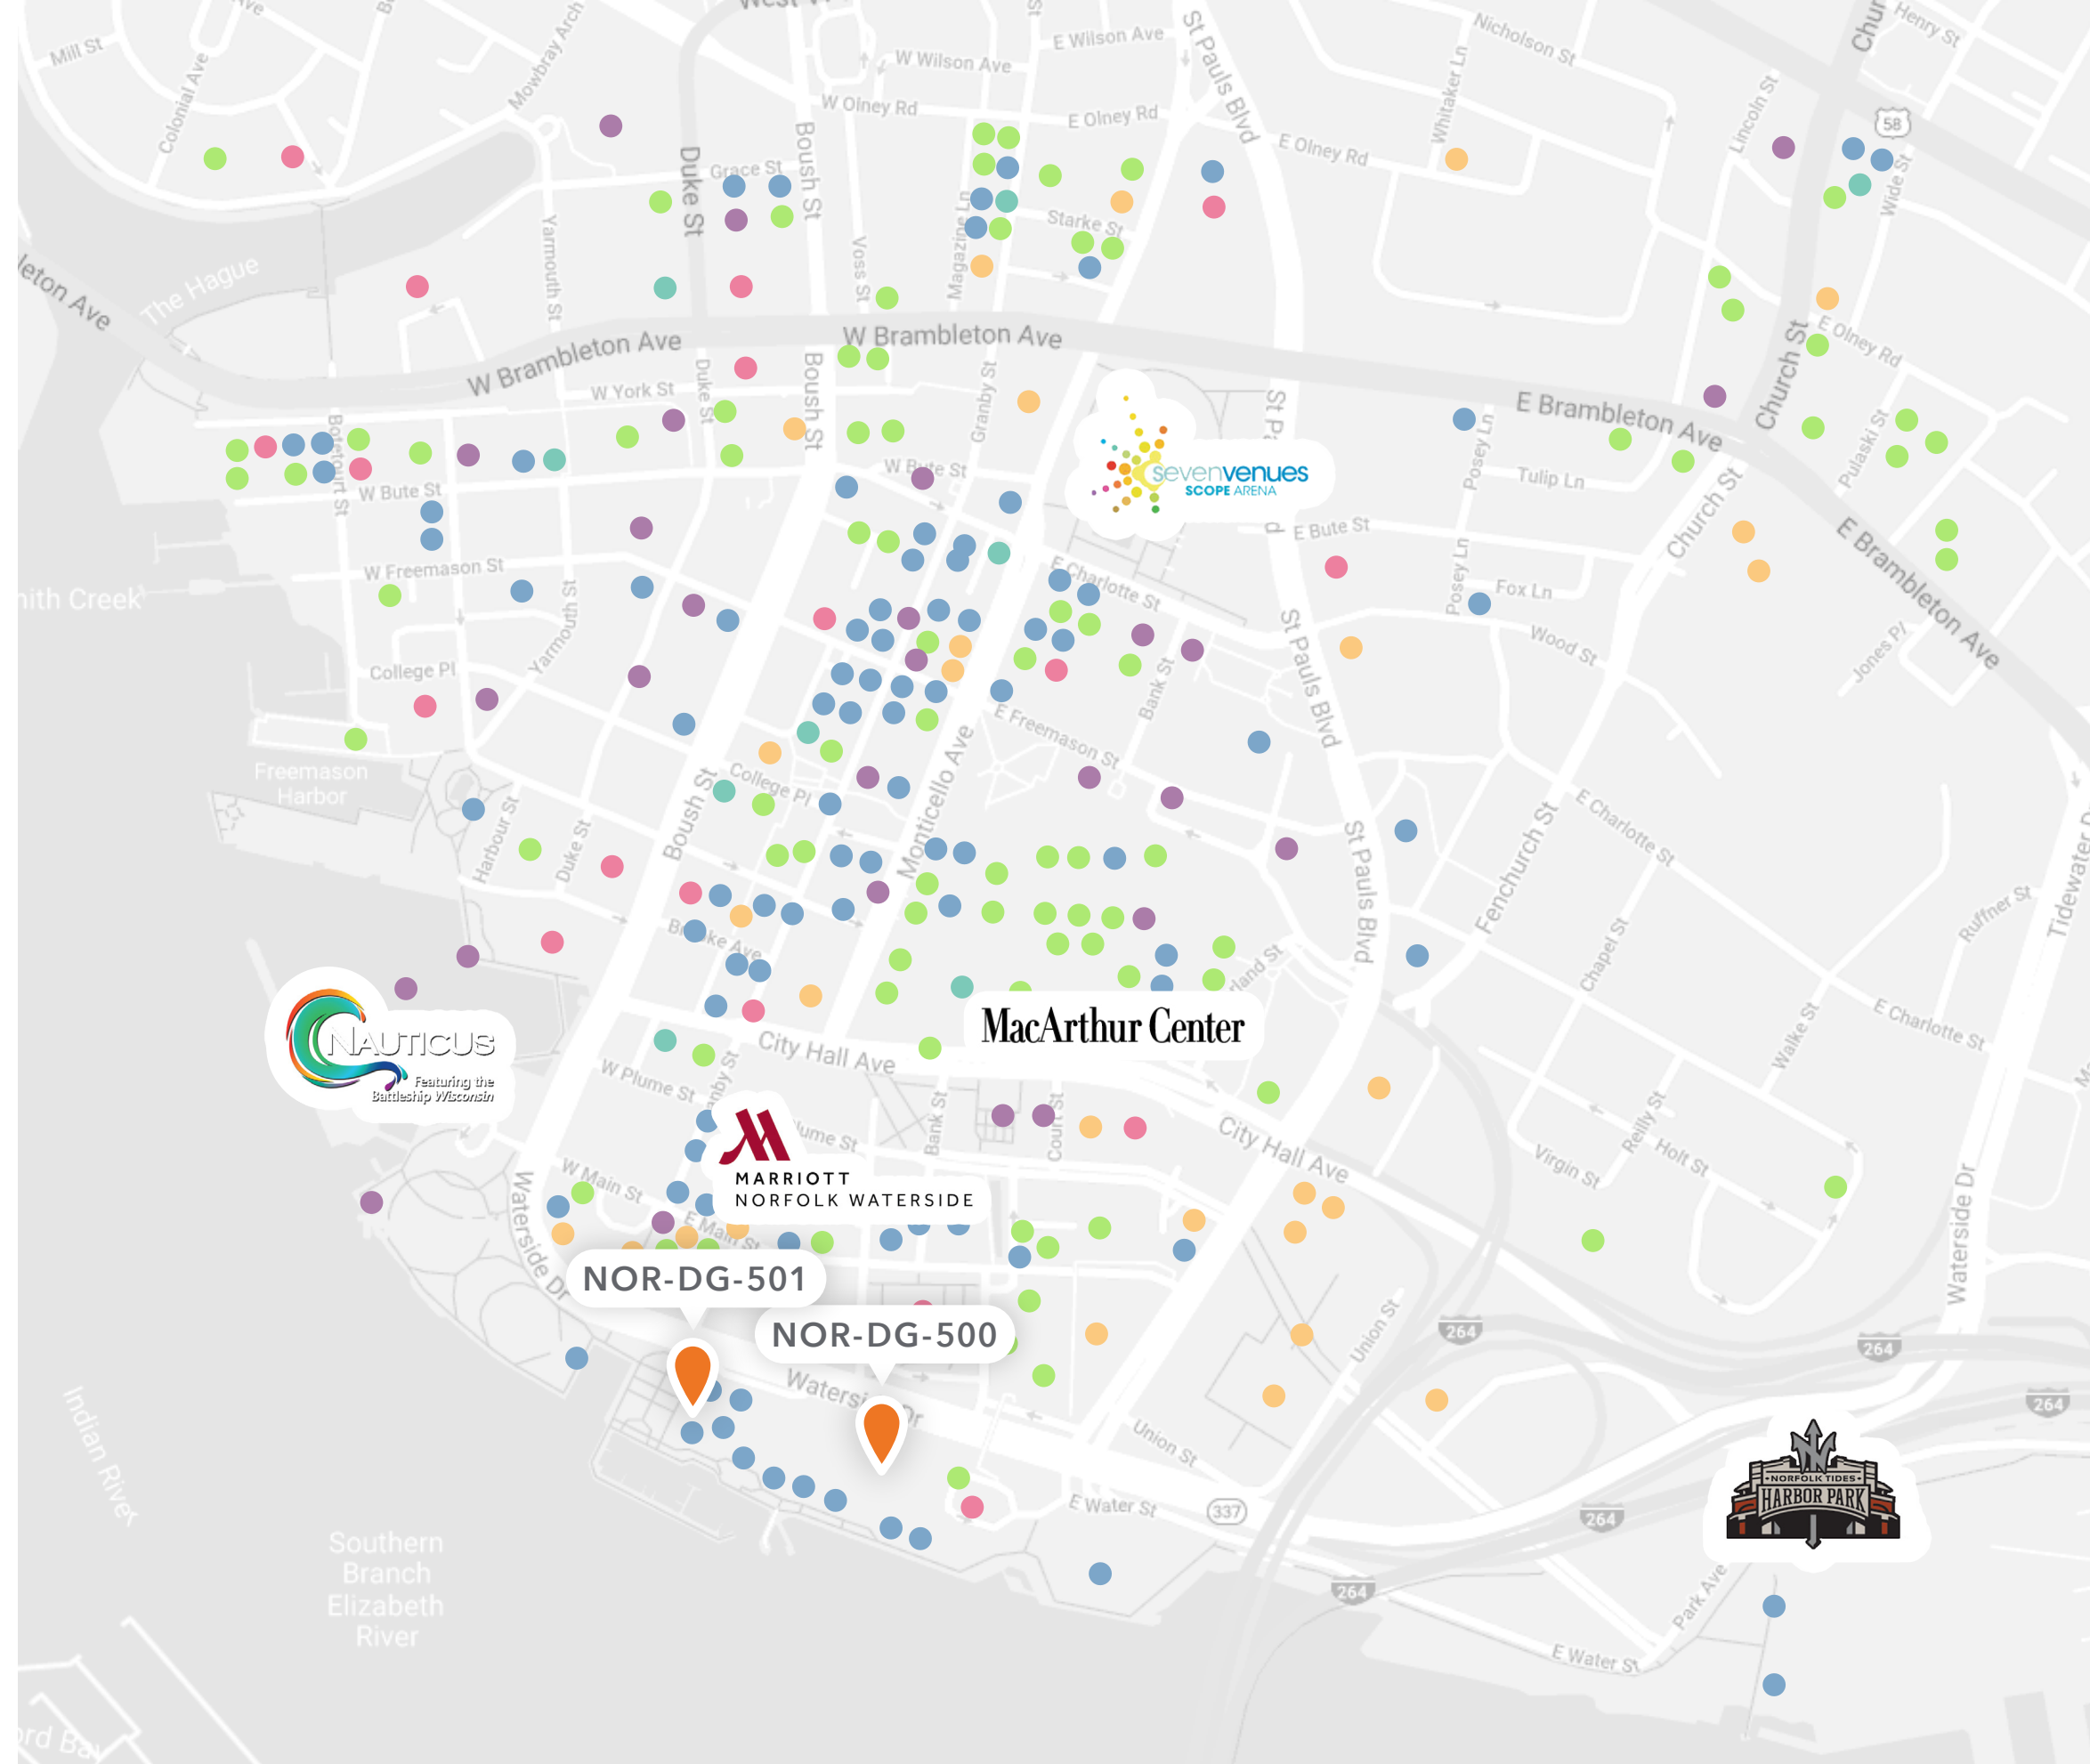 Mill St
Colonial Ave
Mowbray Arch
W Wilson Ave
E Wilson Ave
St Pauls Blvd
Nicholson St
Henry St
Whitaker Ln
Lincoln St
58
W Olney Rd
E Olney Rd
E Olney Rd
Boush St
Duke St
Grace St
Magazine Ln
Starke St
Wide St
Yarmouth St
Voss St
The Hague
W Brambleton Ave
W Brambleton Ave
E Olney Rd
Church St
E Brambleton Ave
W York St
Duke St
Boush St
Granby St
Pulaski St
Posey Ln
Botetourt St
W Bute St
W Bute St
sevenvenues
SCOPE ARENA
Tulip Ln
Church St
E Bute St
E Brambleton Ave
W Freemason St
E Charlotte St
Posey Ln
Fox Ln
Yarmouth St
Wood St
Jones Pl
College Pl
St Pauls Blvd
Bank St
E Freemason St
Monticello Ave
Freemason
Harbor
College Pl
Boush St
Harbour St
Duke St
E Charlotte St
Fenchurch St
St Pauls Blvd
Ruffner St
Chapel St
NAUTICUS
Featuring the
Battleship Wisconsin
MacArthur Center
City Hall Ave
E Charlotte St
Walke St
W Plume St
Bank St
Court St
City Hall Ave
Reilly St
Holt St
Virgin St
MARRIOTT
NORFOLK WATERSIDE
W Main St
E Main St
Waterside Dr
Waterside Dr
NOR-DG-501
NOR-DG-500
Waterside Dr
Union St
264
264
264
Union St
Indian River
NORFOLK TIDES
HARBOR PARK
E Water St
337
264
264
Southern
Branch
Elizabeth
River
Park Ave
E Water St